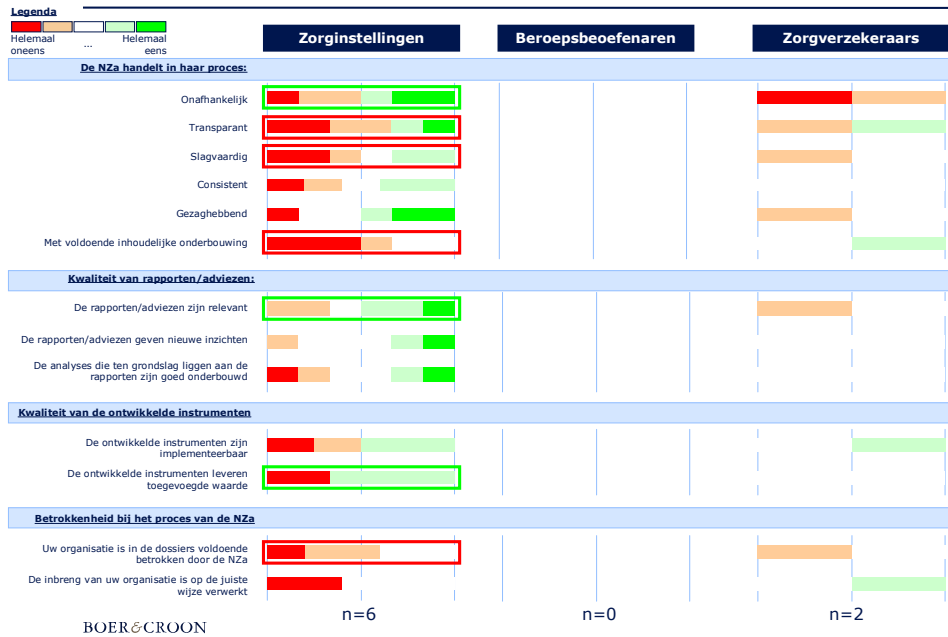 Legenda
Helemaal oneens
...
Helemaal eens
Zorginstellingen
Beroepsbeoefenaren
Zorgverzekeraars
De NZa handelt in haar proces:
Onafhankelijk
Transparant
Slagvaardig
Consistent
Gezaghebbend
Met voldoende inhoudelijke onderbouwing
Kwaliteit van rapporten/adviezen:
De rapporten/adviezen zijn relevant
De rapporten/adviezen geven nieuwe inzichten
De analyses die ten grondslag liggen aan de
rapporten zijn goed onderbouwd
Kwaliteit van de ontwikkelde instrumenten
De ontwikkelde instrumenten zijn
implementeerbaar
De ontwikkelde instrumenten leveren
toegevoegde waarde
Betrokkenheid bij het proces van de NZa
Uw organisatie is in de dossiers voldoende
betrokken door de NZa
De inbreng van uw organisatie is op de juiste
wijze verwerkt
n=6
n=0
n=2
BOER&CROON